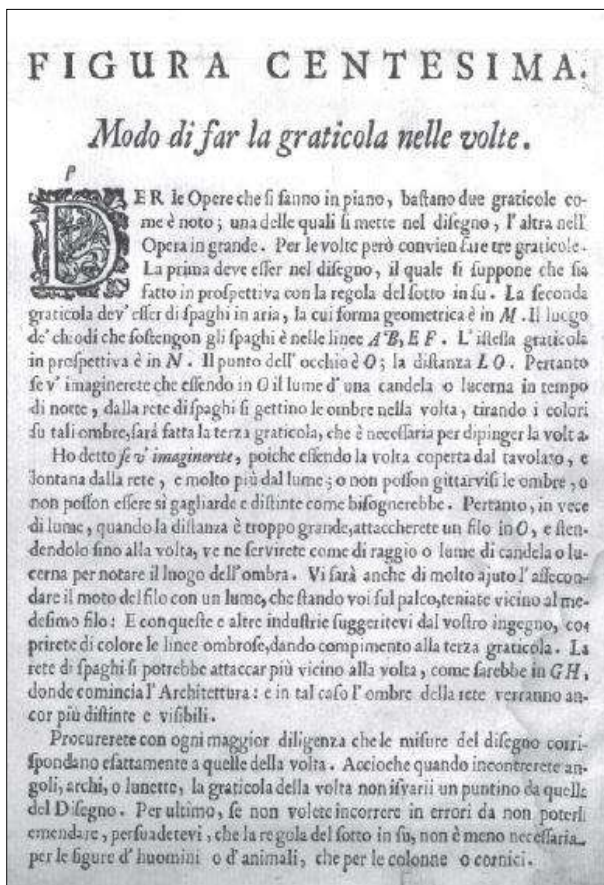 FIGURA CENTESIMA.
Modo di far la graticola nelle volte.
P
DER le Opere che ſi fanno in piano, baſtano due graticole co-
me è noto; una delle quali ſi mette nel diſegno, l'altra nell'
Opera in grande. Per le volte però convien fare tre graticole.
La prima deve eſſer nel diſegno, il quale ſi ſuppone che ſia
fatto in proſpettiva con la regola del ſotto in ſu. La ſeconda
graticola dev' eſſer di ſpaghi in aria, la cui forma geometrica è in M. Il luogo
de' chiodi che ſoſtengon gli ſpaghi è nelle linee A B, E F. L' iſteſſa graticola
in proſpettiva è in N. Il punto dell' occhio è O; la diſtanza L O. Pertanto
ſe v' imaginerete che eſſendo in O il lume d' una candela o lucerna in tempo
di notte, dalla rete di ſpaghi ſi gettino le ombre nella volta, tirando i colori
ſu tali ombre, ſarà fatta la terza graticola, che è neceſſaria per dipinger la volta.
Ho detto ſe v' imaginerete, poiche eſſendo la volta coperta dal tavolato, e
lontana dalla rete, e molto più dal lume; o non poſſon gittarviſi le ombre, o
non poſſon eſſere sì gagliarde e diſtinte come biſognerebbe. Pertanto, in vece
di lume, quando la diſtanza è troppo grande, attaccherete un filo in O, e ſten-
dendolo fino alla volta, ve ne ſervirete come di raggio o lume di candela o lu-
cerna per notare il luogo dell' ombra. Vi ſarà anche di molto ajuto l' aſſecon-
dare il moto del filo con un lume, che ſtando voi ſul palco, teniate vicino al me-
deſimo filo: E con queſte e altre induſtrie ſuggeritevi dal voſtro ingegno, co-
prirete di colore le linee ombroſe, dando compimento alla terza graticola. La
rete di ſpaghi ſi potrebbe attaccar più vicino alla volta, come ſarebbe in GH,
donde comincia l' Architettura: e in tal caſo l' ombre della rete verranno an-
cor più diſtinte e viſibili.
Procurerete con ogni maggior diligenza che le miſure del diſegno corri-
ſpondano eſattamente a quelle della volta. Accioche quando incontrerete an-
goli, archi, o lunette, la graticola della volta non iſvarii un puntino da quelle
del Diſegno. Per ultimo, ſe non volete incorrere in errori da non poterſi
emendare, perſuadetevi, che la regola del ſotto in ſu, non è meno neceſſaria
per le figure d' huomini o d' animali, che per le colonne o cornici.